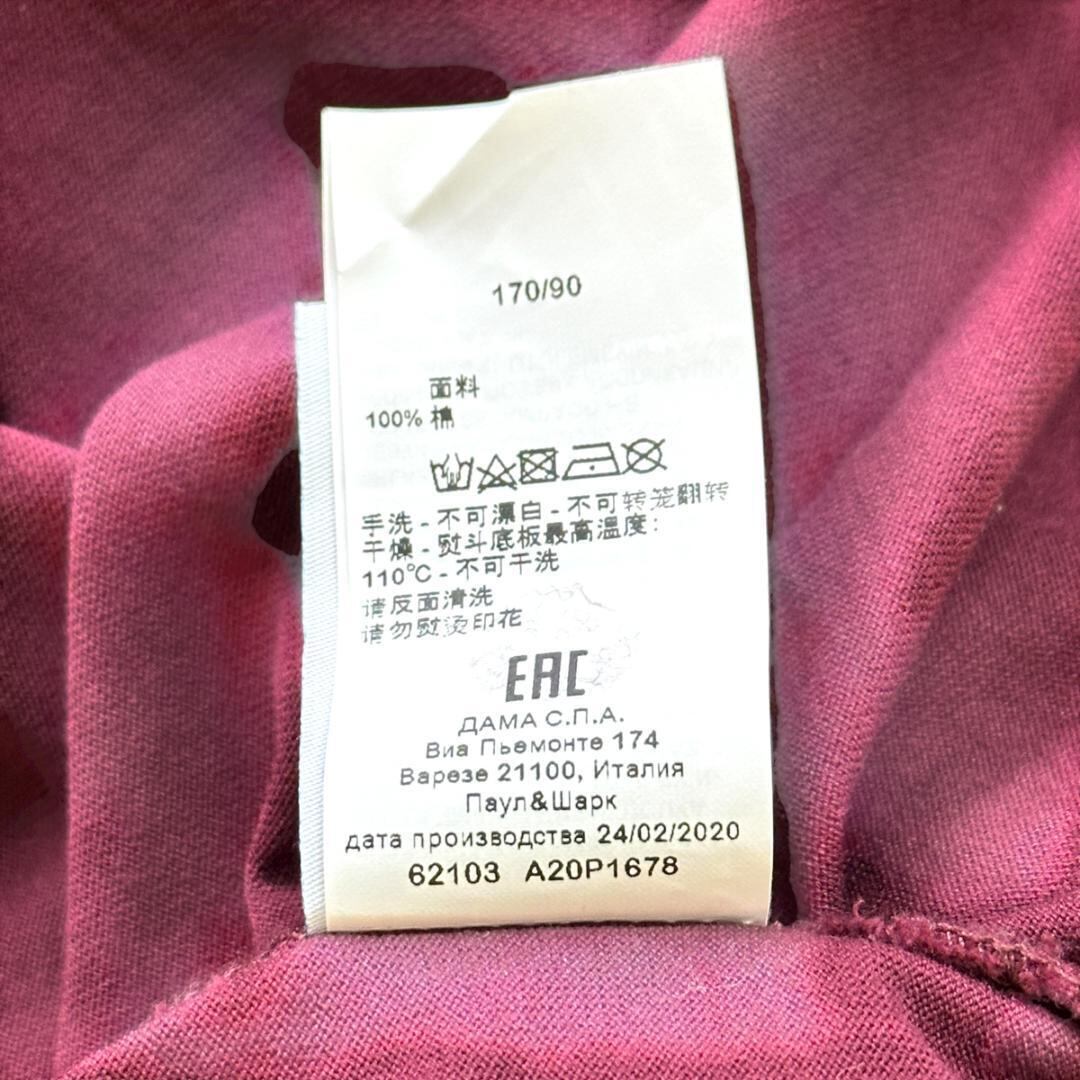 170/90
面料
100% 棉
手洗 - 不可漂白 - 不可转笼翻转
干燥 - 熨斗底板最高温度:
110°C - 不可干洗
请反面清洗
请勿熨烫印花
EAC
ДАМА С.П.А.
Виа Пьемонте 174
Варезе 21100, Италия
Паул&Шарк
дата производства 24/02/2020
62103 A20P1678